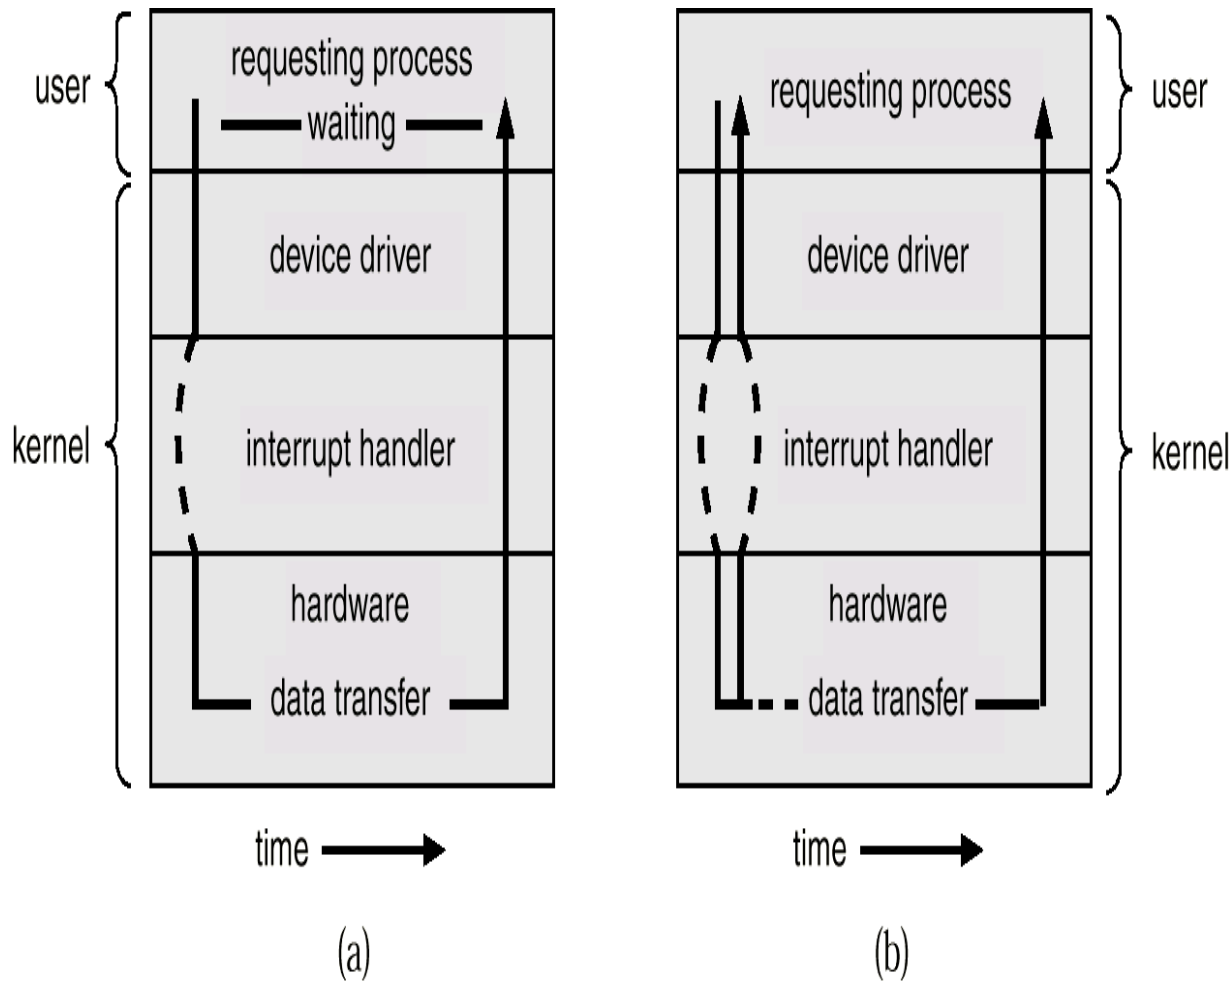 user
requesting process
waiting
device driver
kernel
interrupt handler
hardware
data transfer
time
(a)
requesting process
user
device driver
interrupt handler
kernel
hardware
data transfer
time
(b)